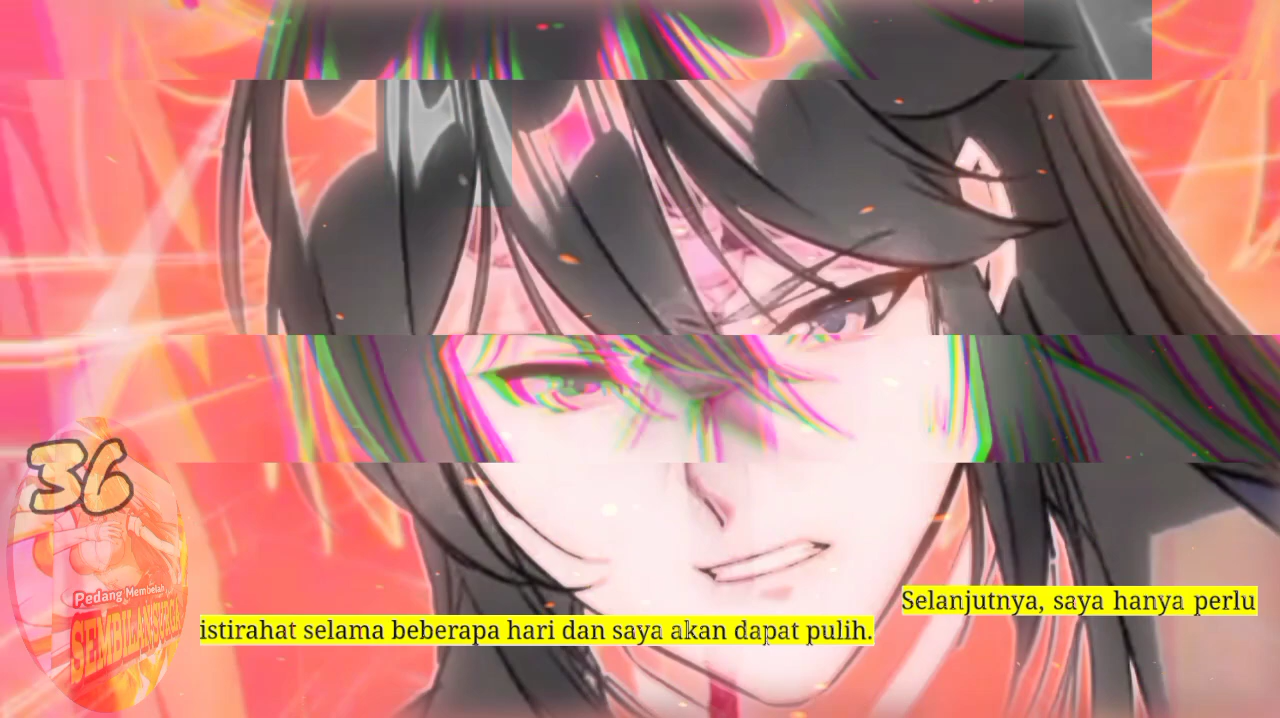 36
Pedang Membelah
SEMBILAN SURGA
Selanjutnya, saya hanya perlu
istirahat selama beberapa hari dan saya akan dapat pulih.